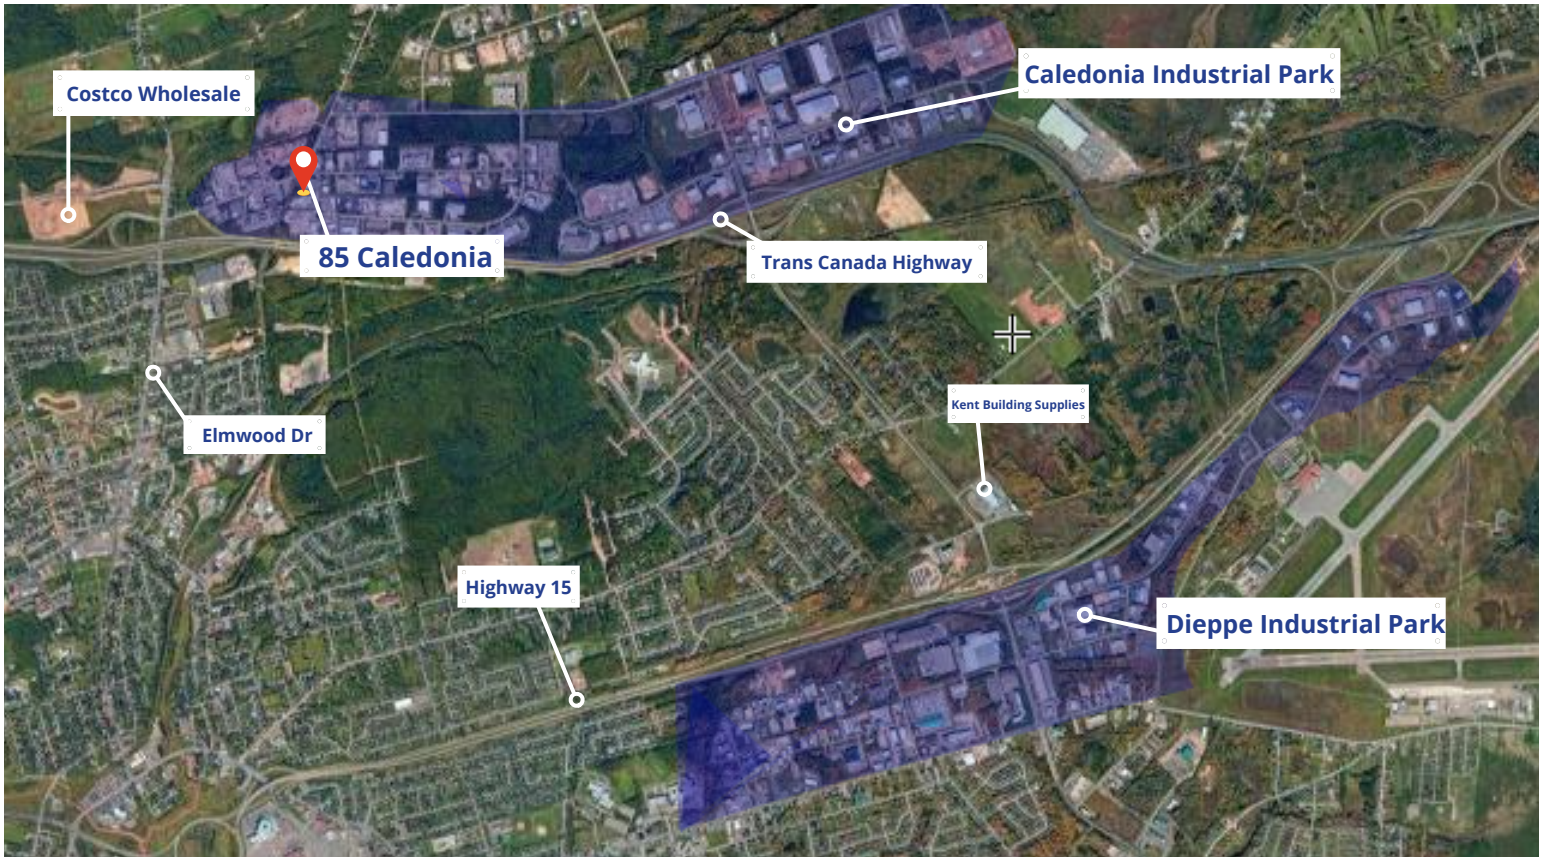 Caledonia Industrial Park
Costco Wholesale
85 Caledonia
Trans Canada Highway
Kent Building Supplies
Elmwood Dr
Highway 15
Dieppe Industrial Park